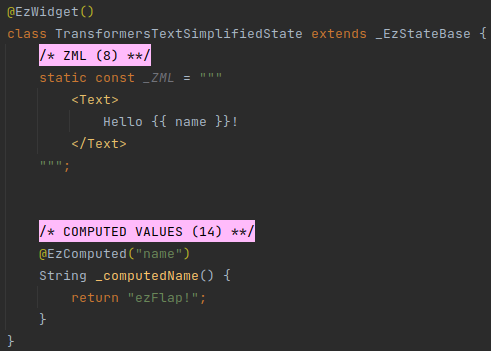 @EzWidget()
class TransformersTextSimplifiedState extends _EzStateBase {
/* ZML (8) **/
static const _ZML = """
<Text>
Hello {{ name }}!
</Text>
""";
/* COMPUTED VALUES (14) **/
@EzComputed("name")
String _computedName() {
return "ezFlap!";
}
}